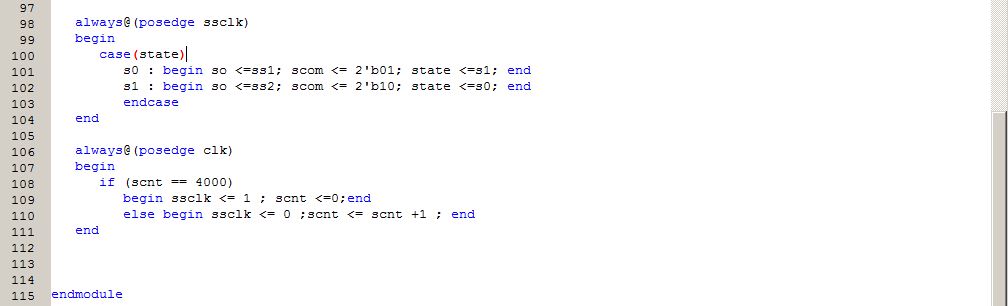 97
98 always@(posedge ssclk)
99 begin
100 case(state)
101 s0 : begin so <=ss1; scom <= 2'b01; state <=s1; end
102 s1 : begin so <=ss2; scom <= 2'b10; state <=s0; end
103 endcase
104 end
105
106 always@(posedge clk)
107 begin
108 if (scnt == 4000)
109 begin ssclk <= 1 ; scnt <=0;end
110 else begin ssclk <= 0 ;scnt <= scnt +1 ; end
111 end
112
113
114
115 endmodule